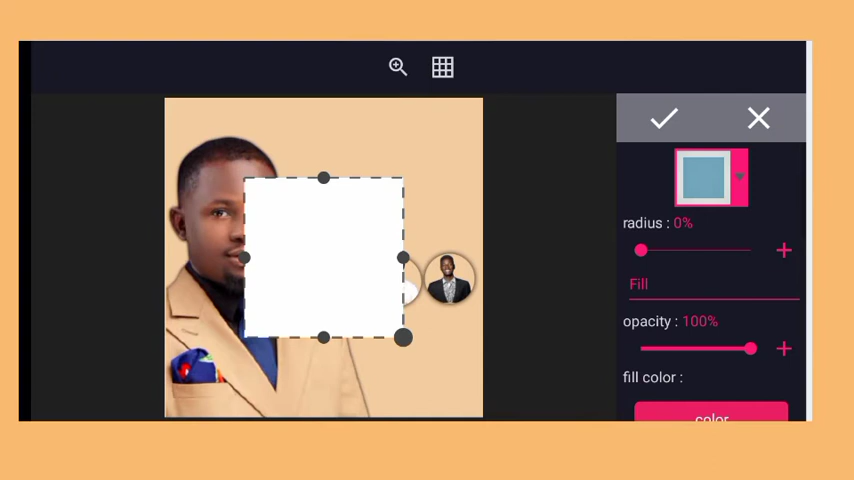 radius : 0%
Fill
opacity : 100%
fill color :
color